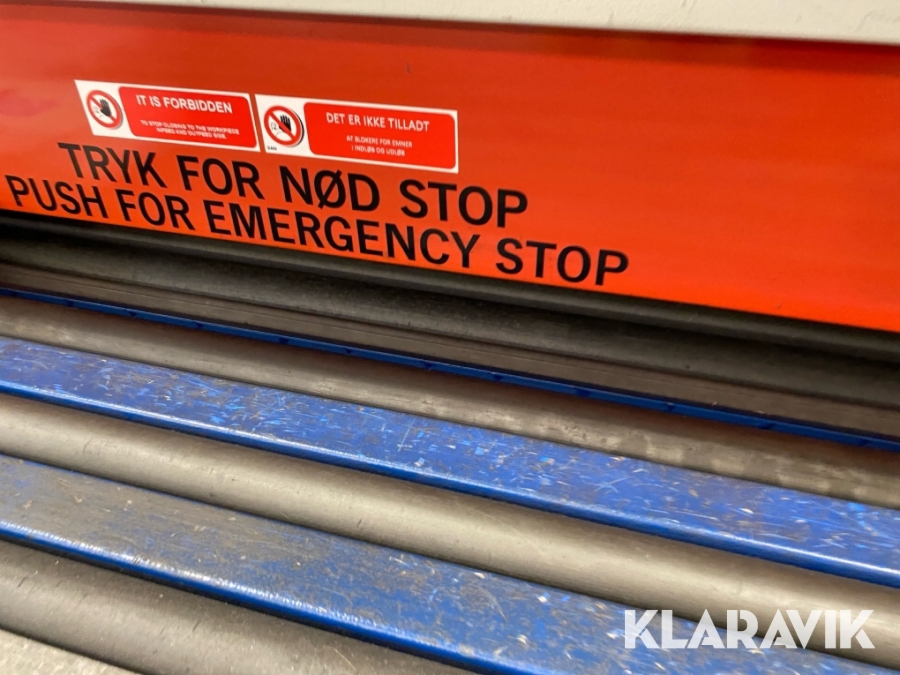 IT IS FORBIDDEN
TO STOP CLOSING TO THE WORKPIECE
INFEED AND OUTFEED SIDE.
DET ER IKKE TILLADT
AT BLOKERE FOR EMNER
I INDLØB OG UDLØB
TRYK FOR NØD STOP
PUSH FOR EMERGENCY STOP
KLARAVIK